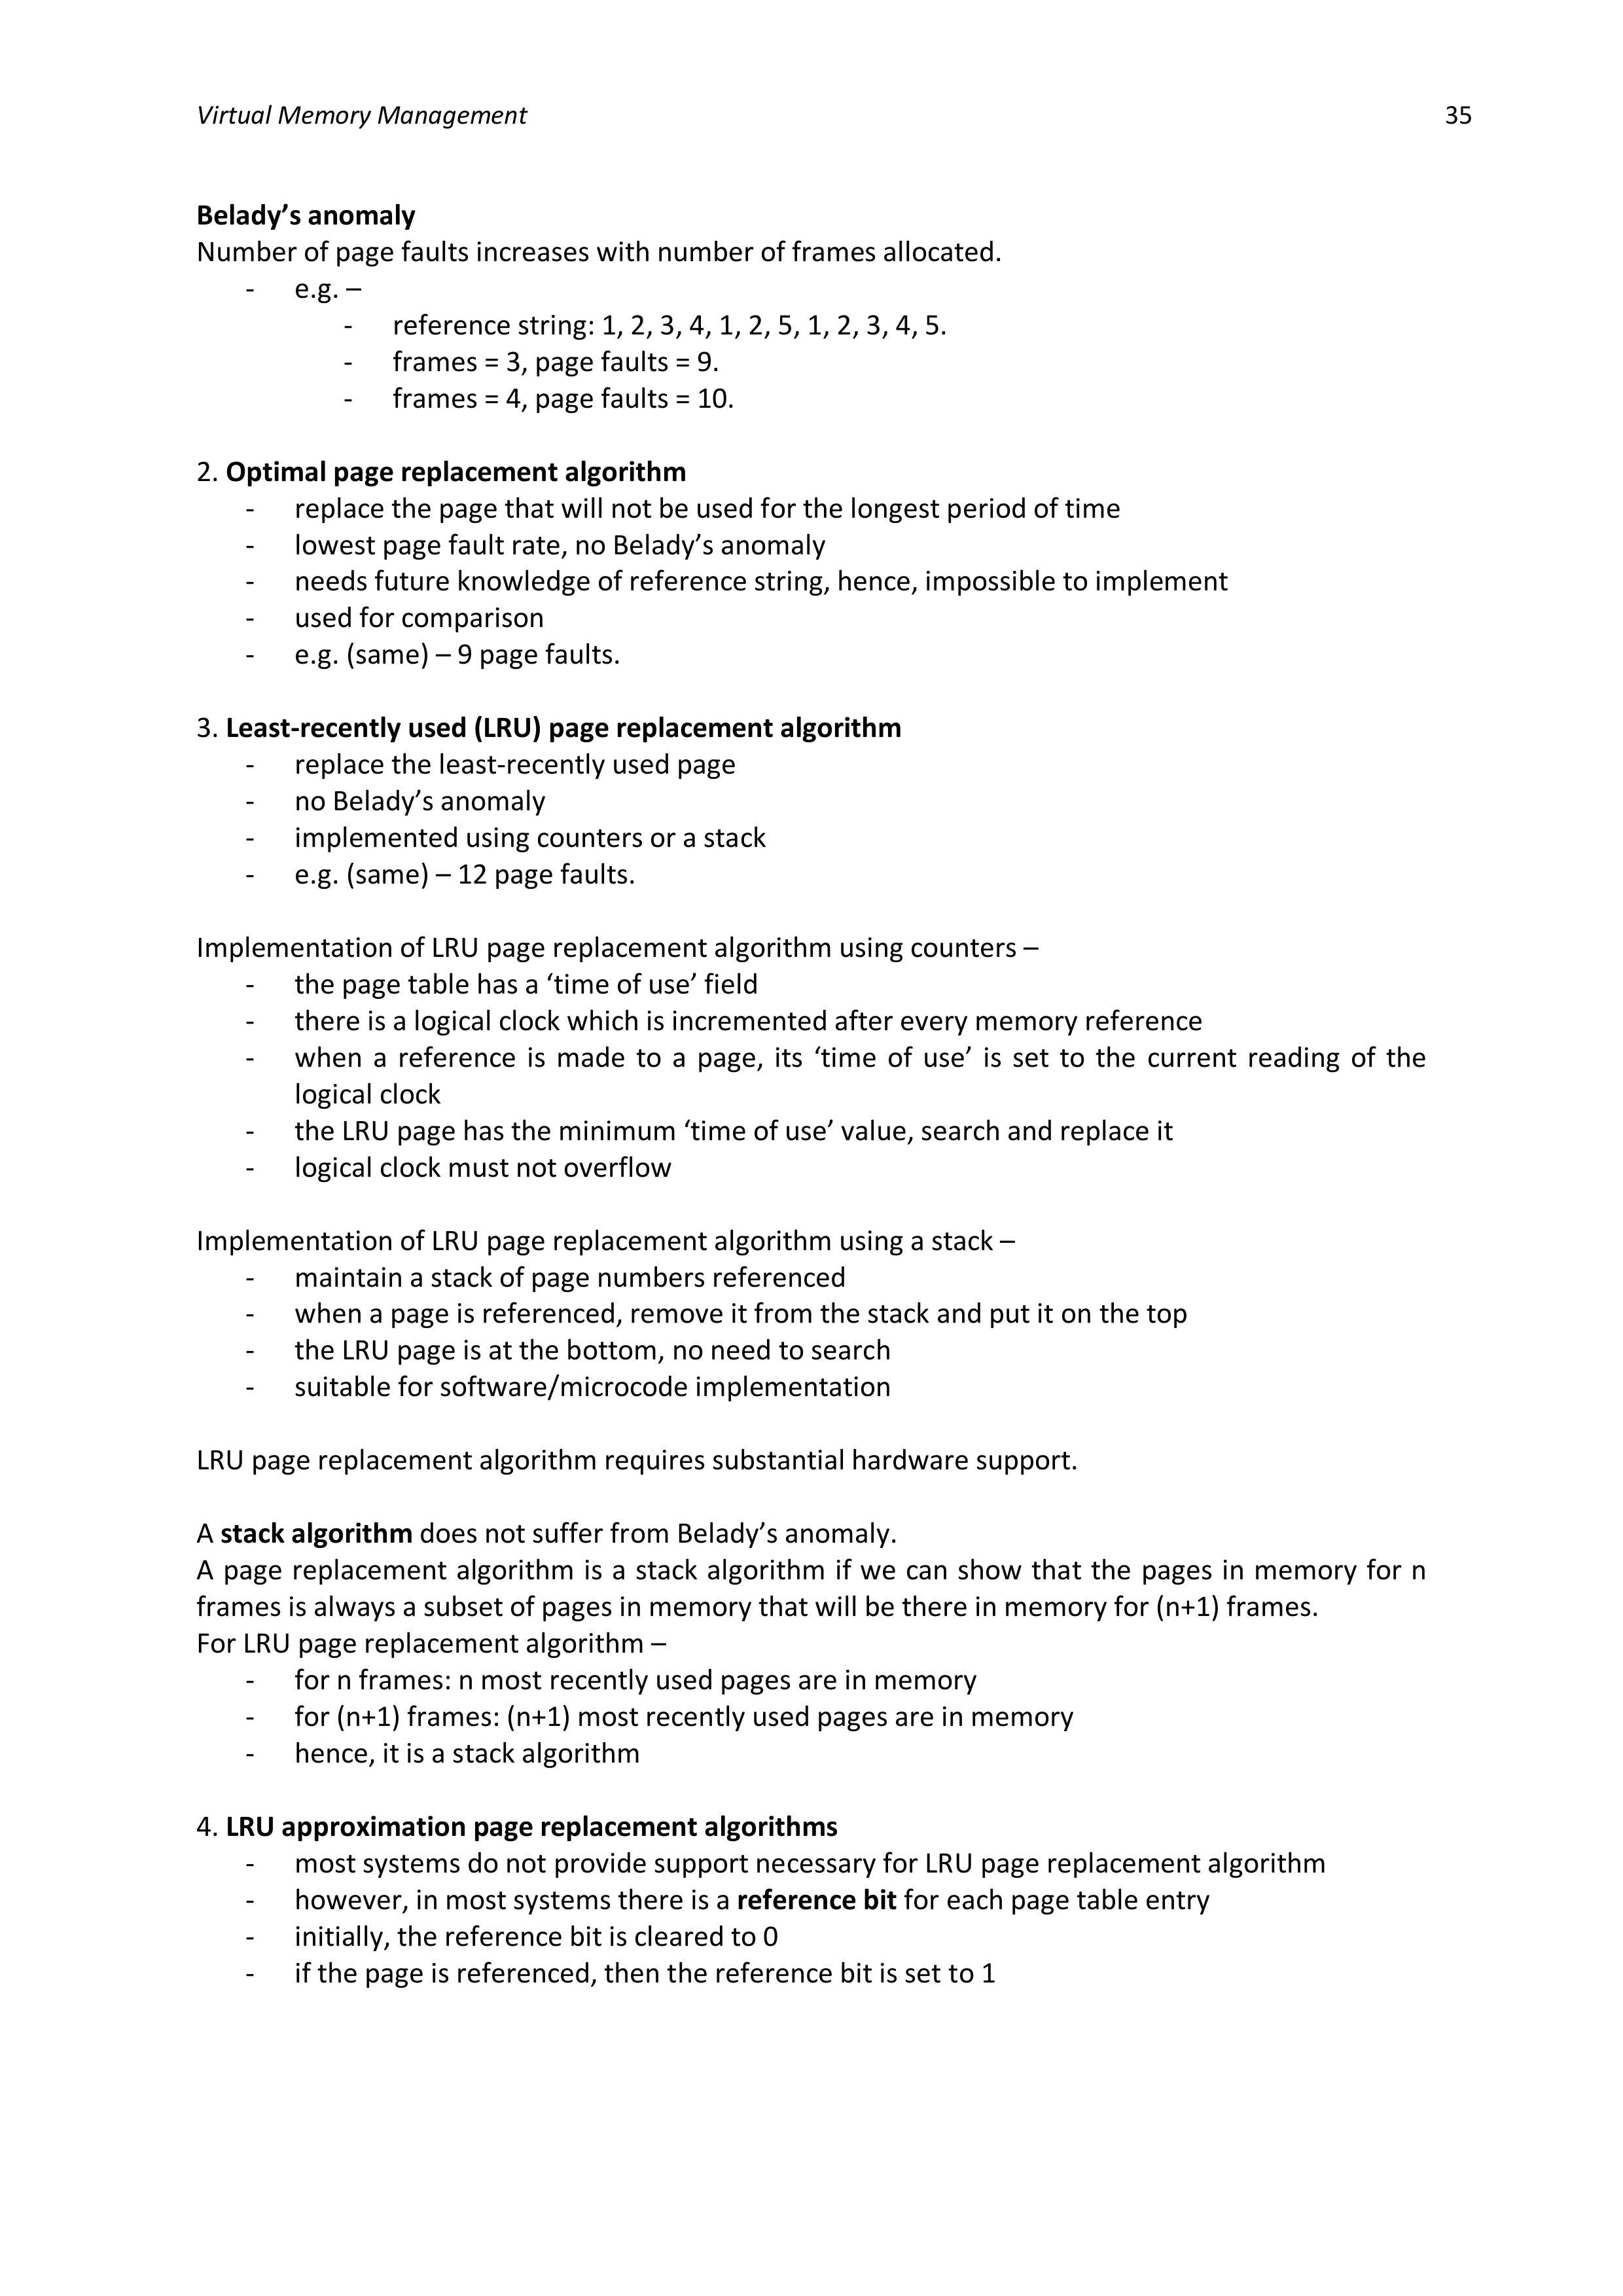 Virtual Memory Management 35
Belady’s anomaly
Number of page faults increases with number of frames allocated.
- e.g. –
- reference string: 1, 2, 3, 4, 1, 2, 5, 1, 2, 3, 4, 5.
- frames = 3, page faults = 9.
- frames = 4, page faults = 10.
2. Optimal page replacement algorithm
- replace the page that will not be used for the longest period of time
- lowest page fault rate, no Belady’s anomaly
- needs future knowledge of reference string, hence, impossible to implement
- used for comparison
- e.g. (same) – 9 page faults.
3. Least-recently used (LRU) page replacement algorithm
- replace the least-recently used page
- no Belady’s anomaly
- implemented using counters or a stack
- e.g. (same) – 12 page faults.
Implementation of LRU page replacement algorithm using counters –
- the page table has a ‘time of use’ field
- there is a logical clock which is incremented after every memory reference
- when a reference is made to a page, its ‘time of use’ is set to the current reading of the
logical clock
- the LRU page has the minimum ‘time of use’ value, search and replace it
- logical clock must not overflow
Implementation of LRU page replacement algorithm using a stack –
- maintain a stack of page numbers referenced
- when a page is referenced, remove it from the stack and put it on the top
- the LRU page is at the bottom, no need to search
- suitable for software/microcode implementation
LRU page replacement algorithm requires substantial hardware support.
A stack algorithm does not suffer from Belady’s anomaly.
A page replacement algorithm is a stack algorithm if we can show that the pages in memory for n
frames is always a subset of pages in memory that will be there in memory for (n+1) frames.
For LRU page replacement algorithm –
- for n frames: n most recently used pages are in memory
- for (n+1) frames: (n+1) most recently used pages are in memory
- hence, it is a stack algorithm
4. LRU approximation page replacement algorithms
- most systems do not provide support necessary for LRU page replacement algorithm
- however, in most systems there is a reference bit for each page table entry
- initially, the reference bit is cleared to 0
- if the page is referenced, then the reference bit is set to 1